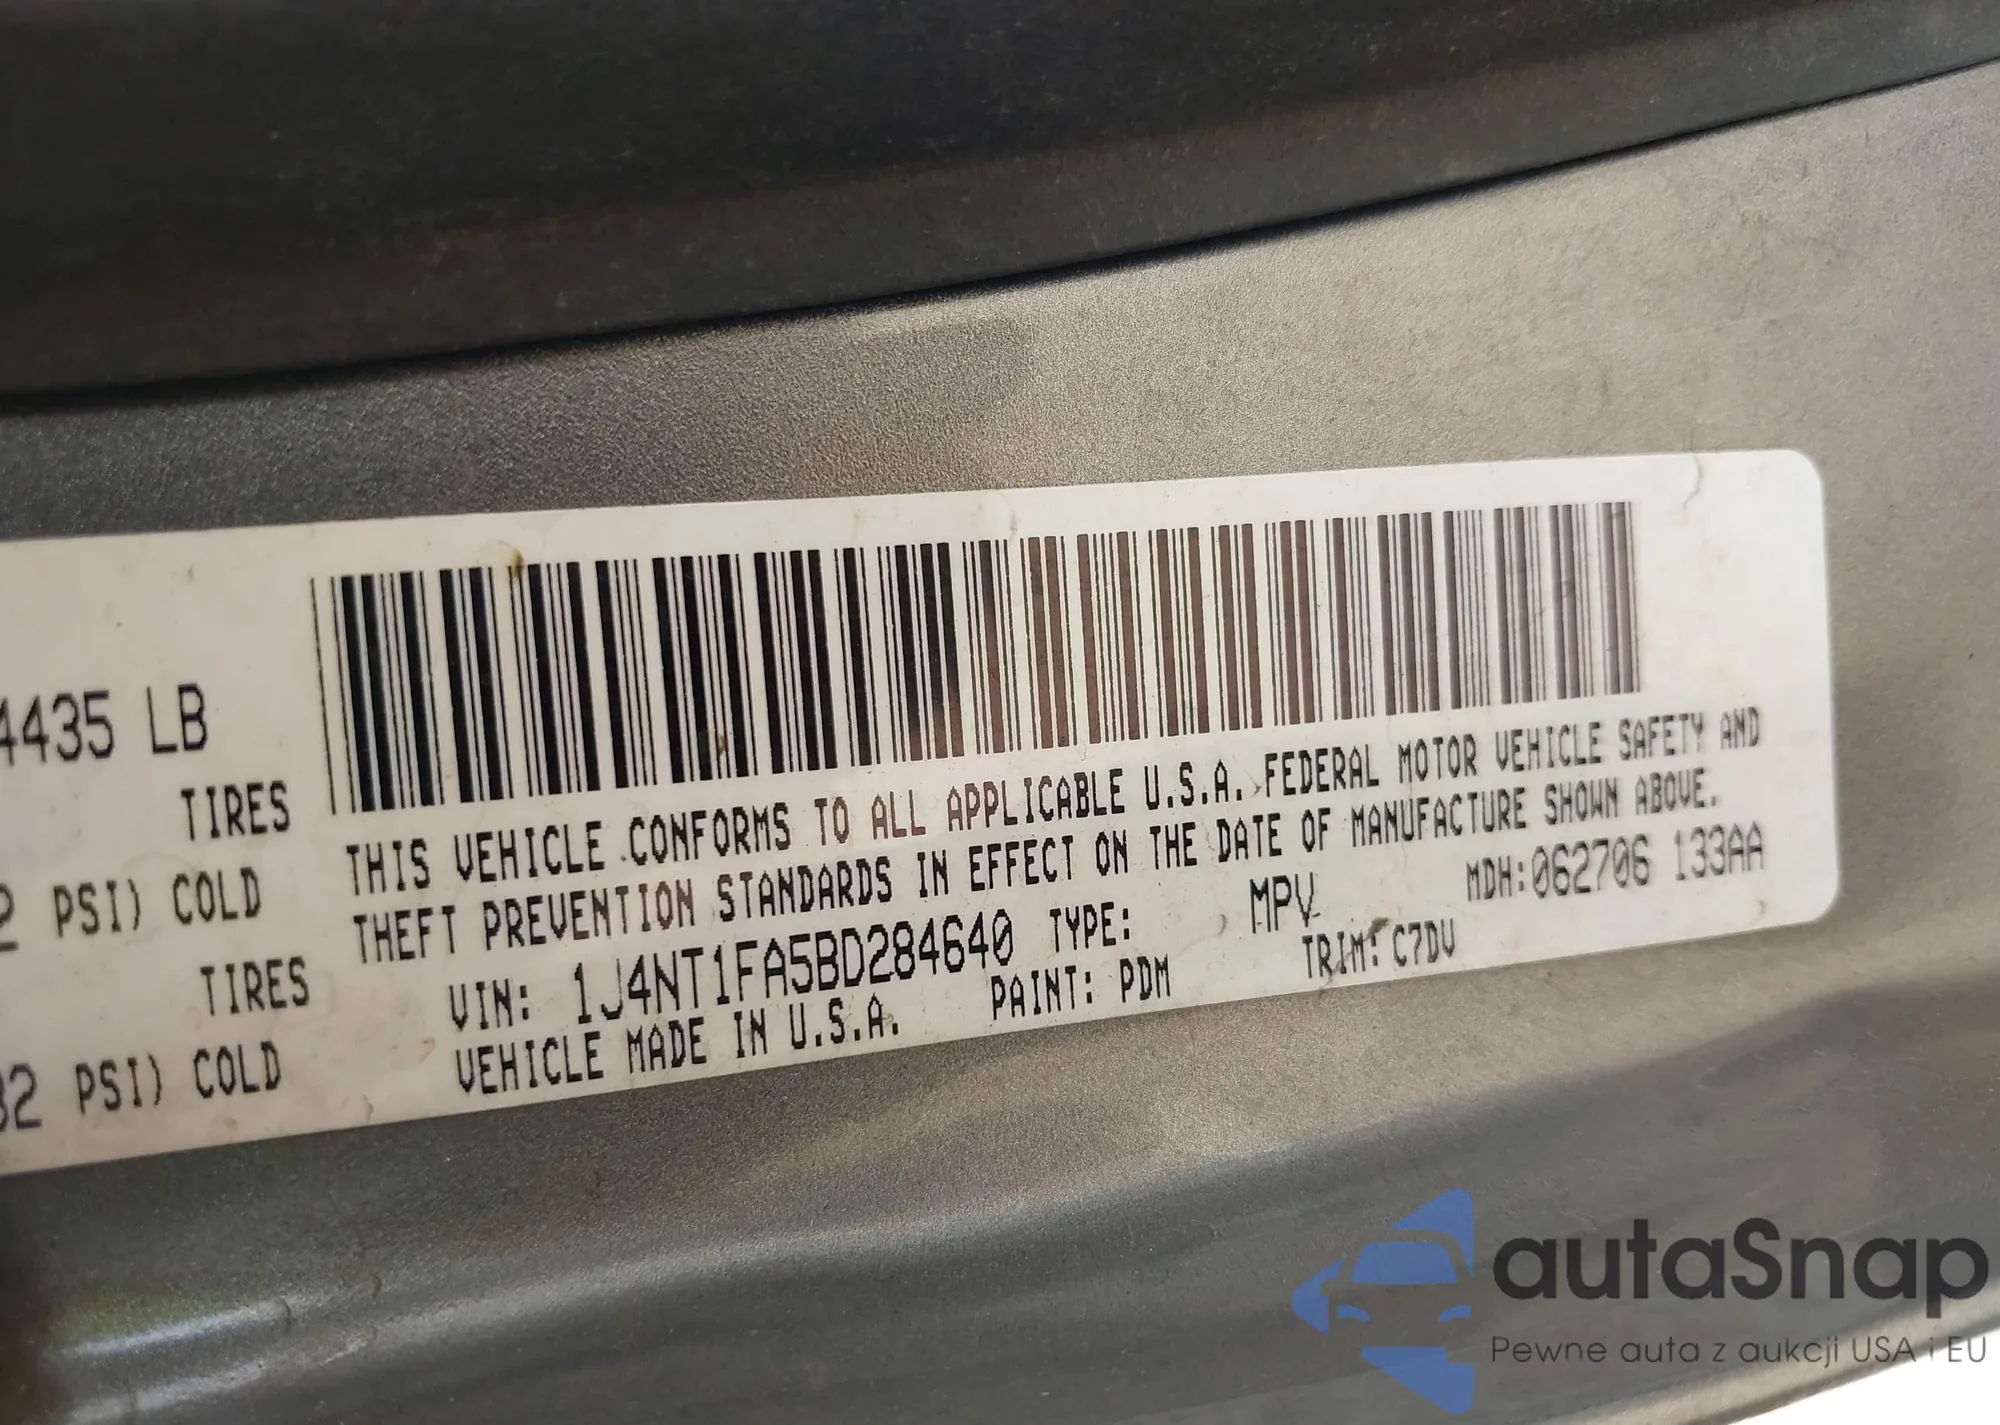 4435 LB
TIRES
2 PSI) COLD
TIRES
32 PSI) COLD
THIS VEHICLE CONFORMS TO ALL APPLICABLE U.S.A. FEDERAL MOTOR VEHICLE SAFETY AND
THEFT PREVENTION STANDARDS IN EFFECT ON THE DATE OF MANUFACTURE SHOWN ABOVE.
VIN: 1J4NT1FA5BD284640 TYPE: MPV MDH:062706 133AA
VEHICLE MADE IN U.S.A. PAINT: PDM TRIM: C7DV
autaSnap
Pewne auta z aukcji USA i EU